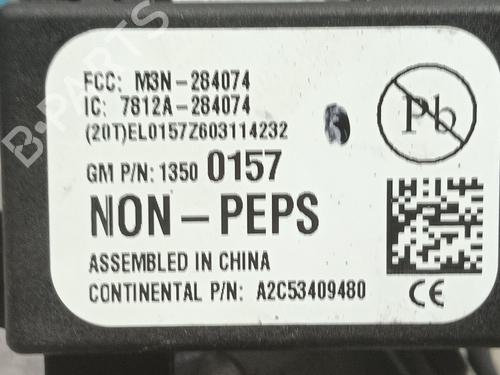 B-PARTS
FCC: M3N-284074
IC: 7812A-284074
(20T)EL0157Z603114232
GM P/N: 1350 0157
NON-PEPS
ASSEMBLED IN CHINA
CONTINENTAL P/N: A2C53409480
Pb
CE